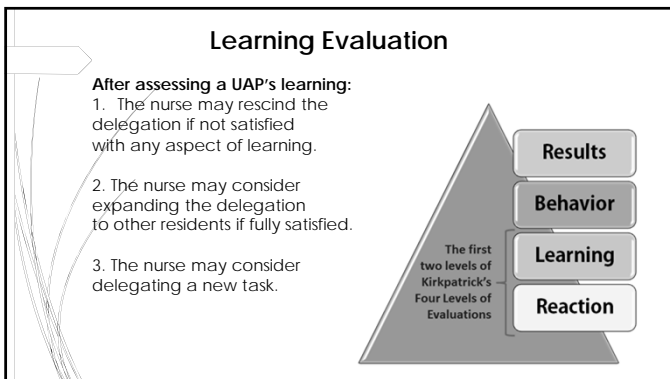 Learning Evaluation
After assessing a UAP's learning:
1. The nurse may rescind the
delegation if not satisfied
with any aspect of learning.
2. The nurse may consider
expanding the delegation
to other residents if fully satisfied.
3. The nurse may consider
delegating a new task.
Results
Behavior
Learning
Reaction
The first
two levels of
Kirkpatrick's
Four Levels of
Evaluations